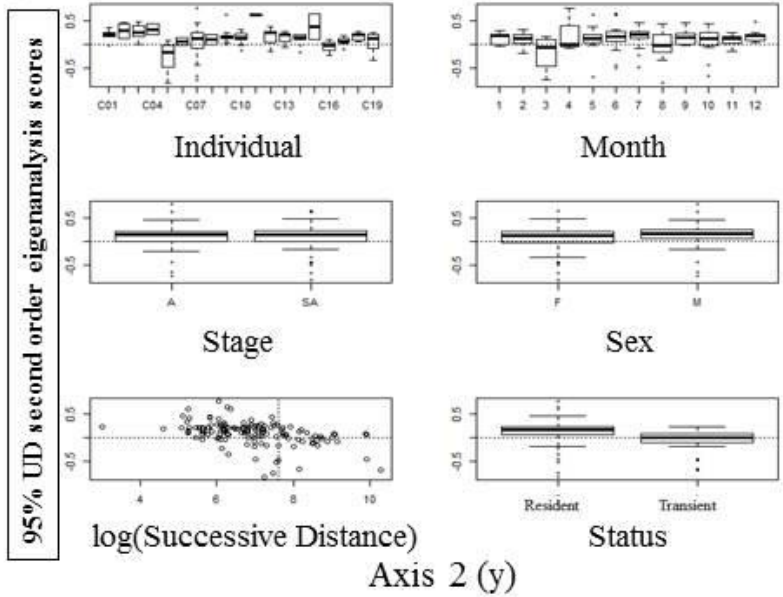 95% UD second order eigenanalysis scores
0.5
-0.5
C01 C04 C07 C10 C13 C16 C19
Individual
0.5
-0.5
1 2 3 4 5 6 7 8 9 10 11 12
Month
0.5
-0.5
A SA
Stage
0.5
-0.5
F M
Sex
0.5
-0.5
4 6 8 10
log(Successive Distance)
0.5
-0.5
Resident Transient
Status
Axis 2 (y)